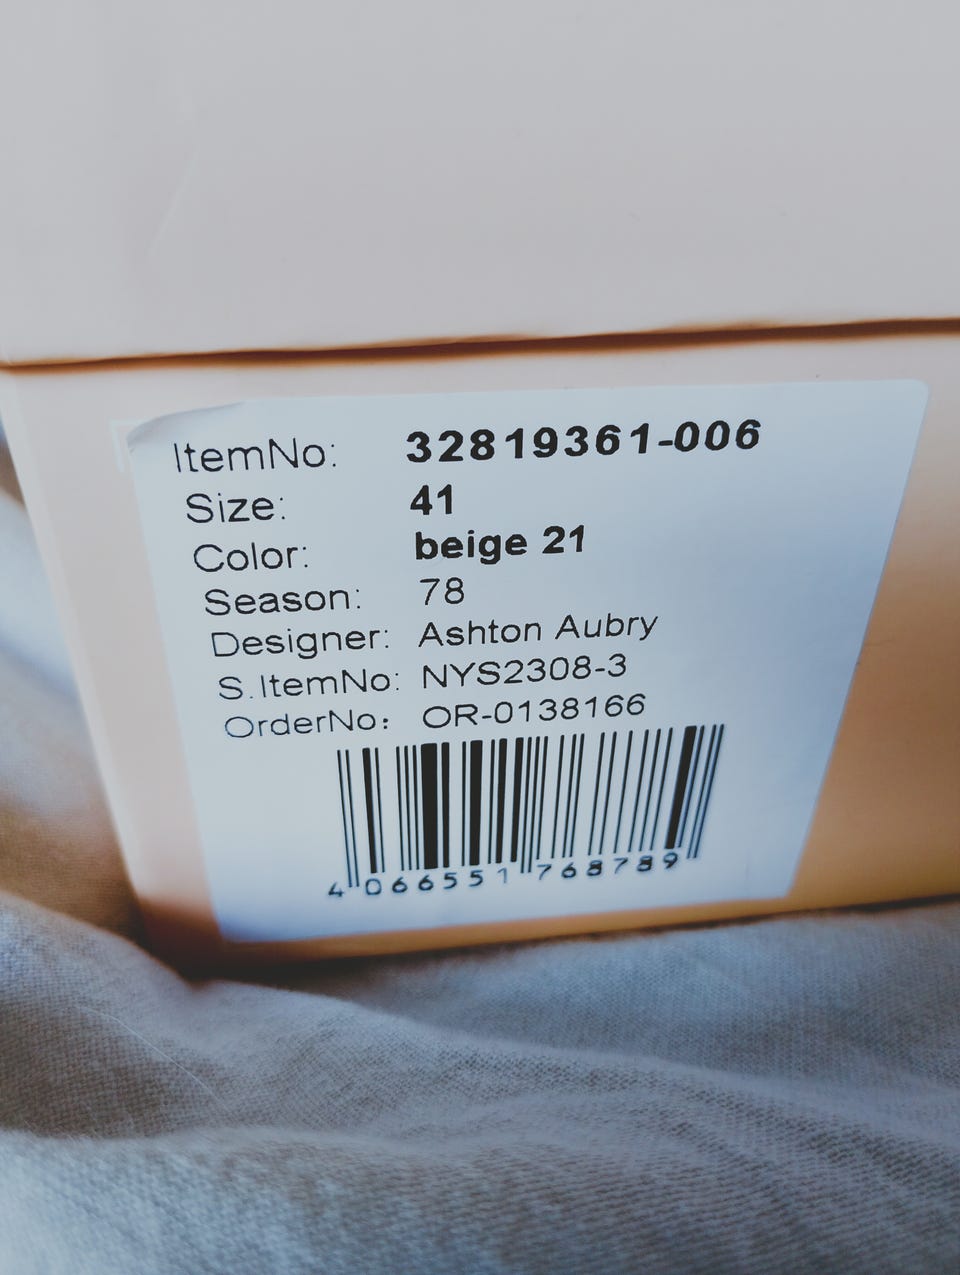 ItemNo: 32819361-006
Size: 41
Color: beige 21
Season: 78
Designer: Ashton Aubry
S.ItemNo: NYS2308-3
OrderNo: OR-0138166
4 066551 768789